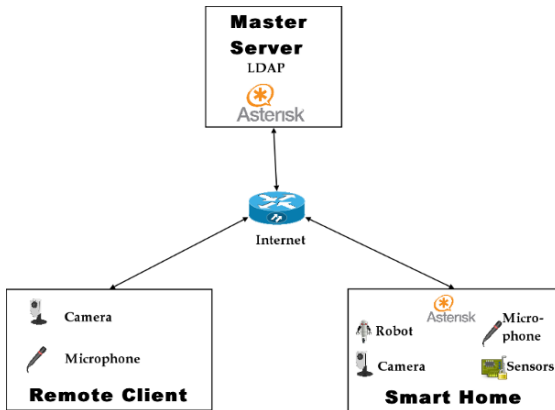 Master
Server
LDAP
Asterisk
Internet
Camera
Microphone
Remote Client
Asterisk
Robot
Micro-
phone
Camera
Sensors
Smart Home